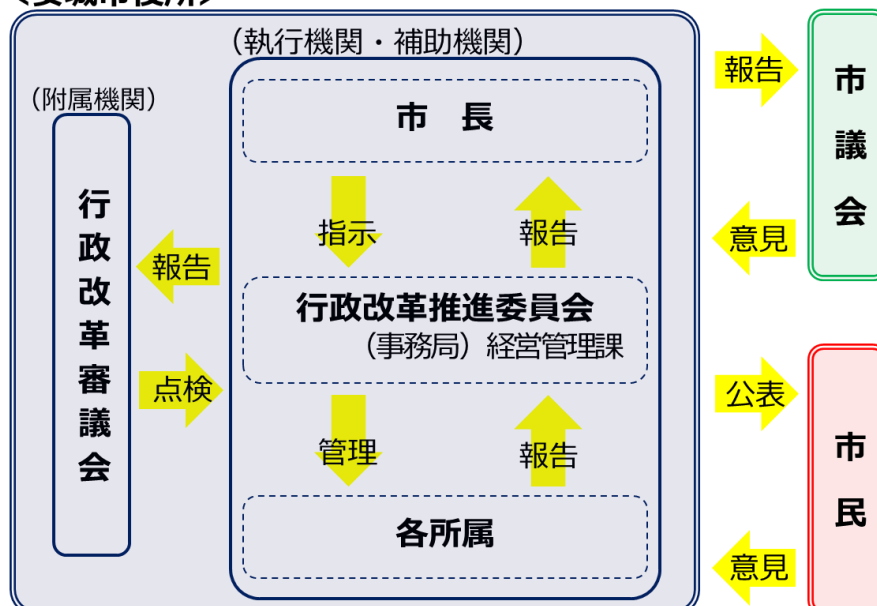 （執行機関・補助機関）
（附属機関）
市　長
指示
報告
行政改革審議会
報告
点検
行政改革推進委員会
（事務局）経営管理課
管理
報告
各所属
報告
市議会
意見
公表
市民
意見